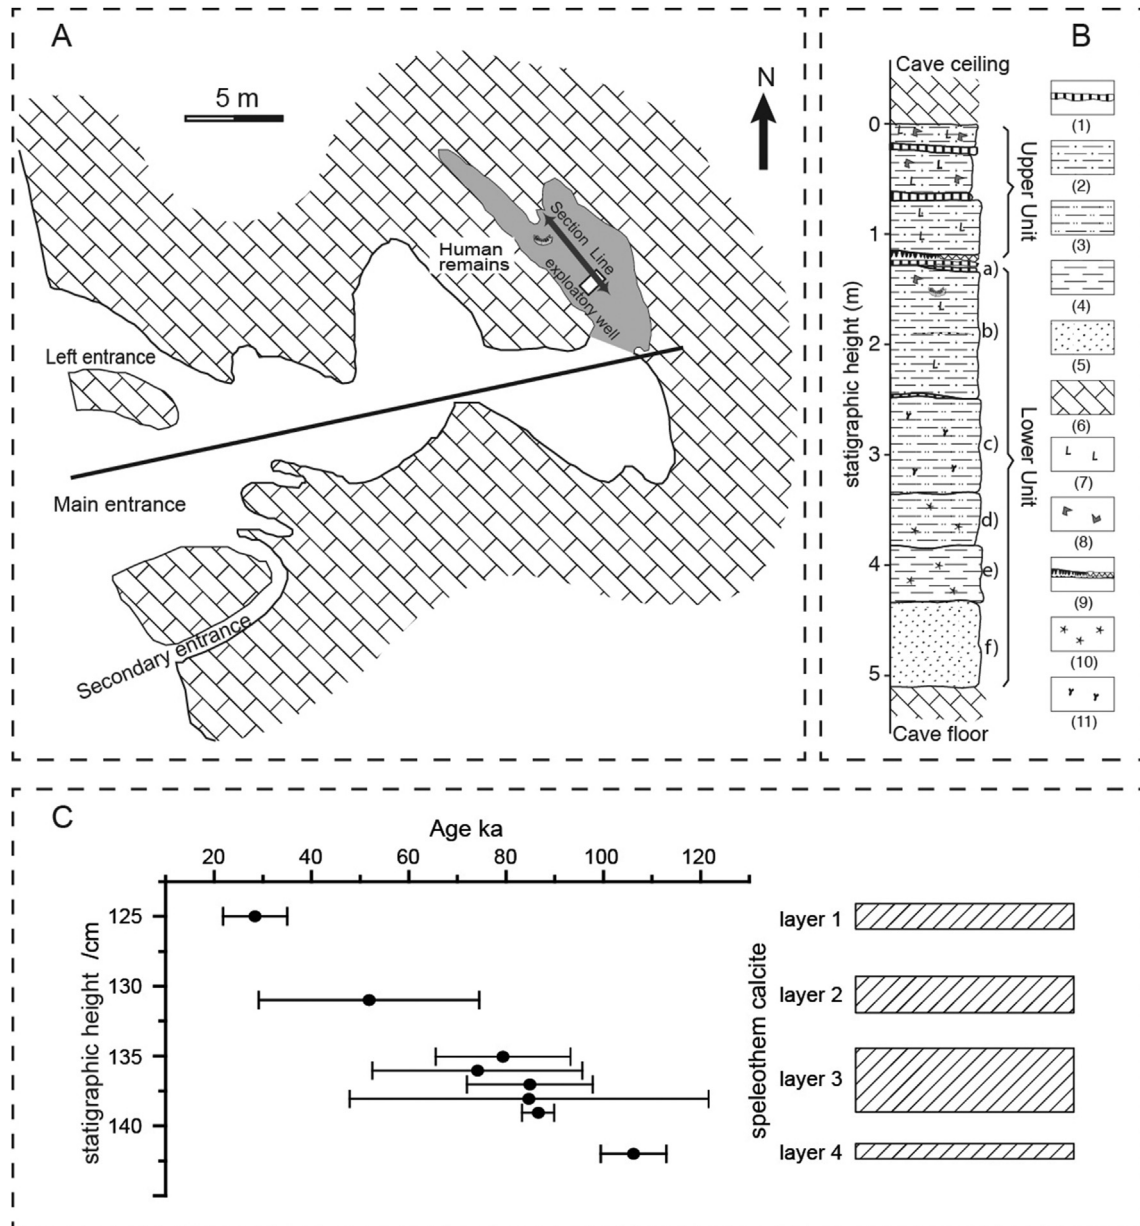 A
5 m
N
Human
remains
Section Line
exploatory well
Left entrance
Main entrance
Secondary entrance
B
Cave ceiling
0
1
2
3
4
5
statigraphic height (m)
Upper Unit
Lower Unit
a)
b)
c)
d)
e)
f)
Cave floor
(1)
(2)
(3)
(4)
(5)
(6)
(7)
(8)
(9)
(10)
(11)
C
Age ka
20 40 60 80 100 120
statigraphic height /cm
125
130
135
140
speleothem calcite
layer 1
layer 2
layer 3
layer 4